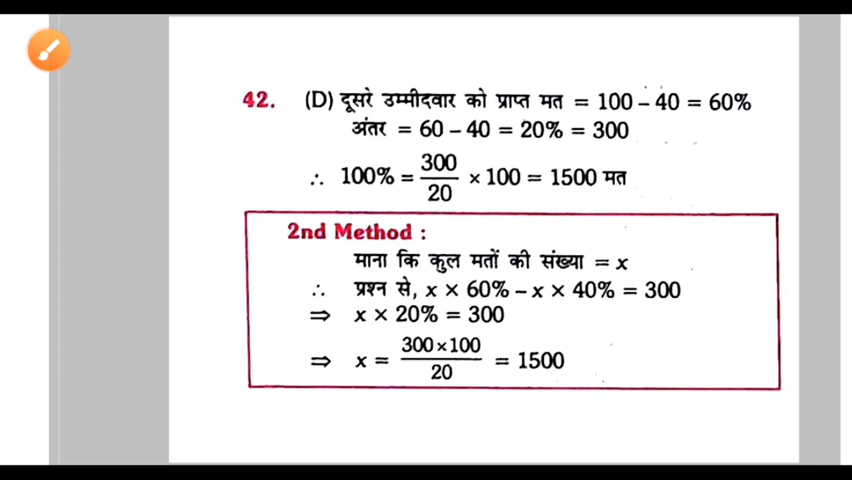 42. (D) दूसरे उम्मीदवार को प्राप्त मत = 100 – 40 = 60%
अंतर = 60 – 40 = 20% = 300
∴ 100% = 300/20 × 100 = 1500 मत
2nd Method :
माना कि कुल मतों की संख्या = x
∴ प्रश्न से, x × 60% – x × 40% = 300
⇒ x × 20% = 300
⇒ x = 300×100/20 = 1500